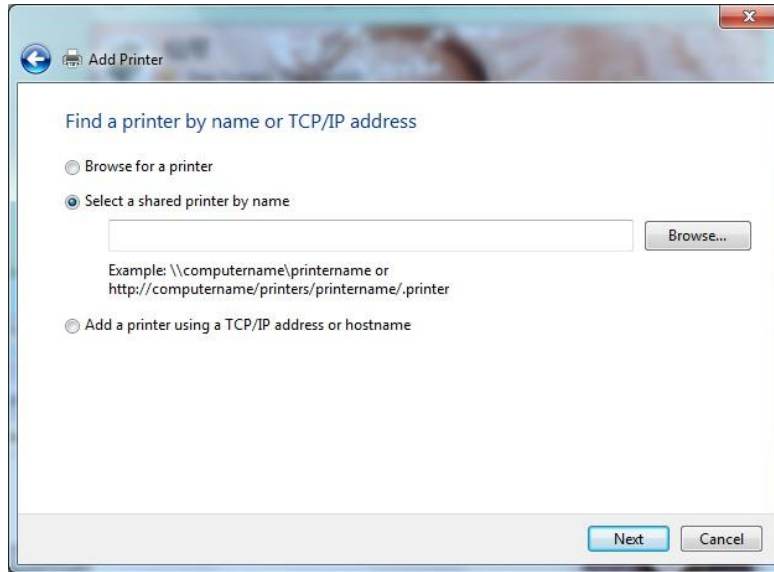 Add Printer
Find a printer by name or TCP/IP address
Browse for a printer
Select a shared printer by name
Browse...
Example: \\computername\printername or
http://computername/printers/printername/.printer
Add a printer using a TCP/IP address or hostname
Next
Cancel